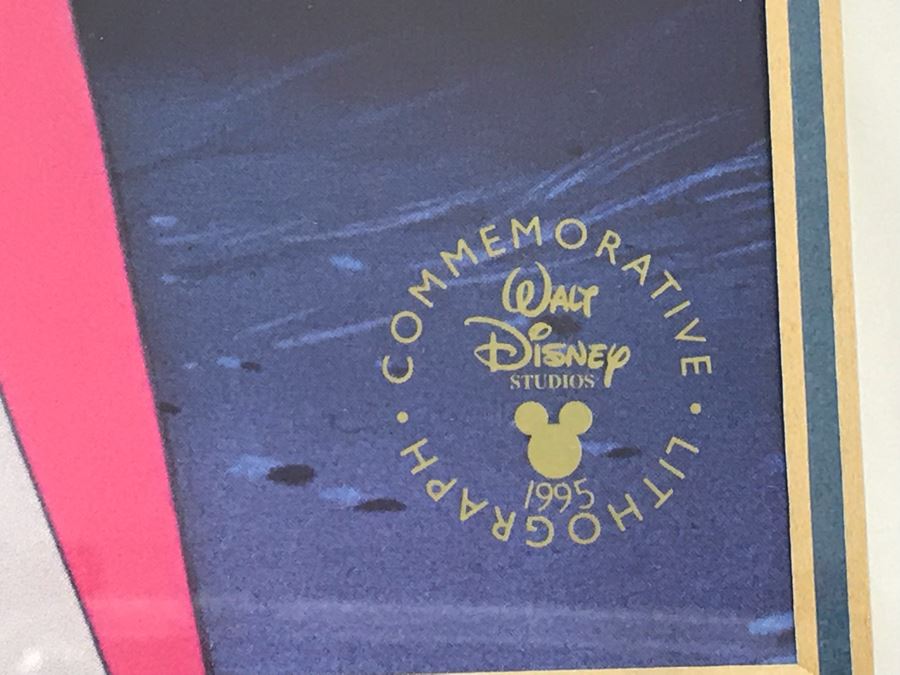 COMMEMORATIVE
WALT
DISNEY
STUDIOS
1995
• LITHOGRAPH •